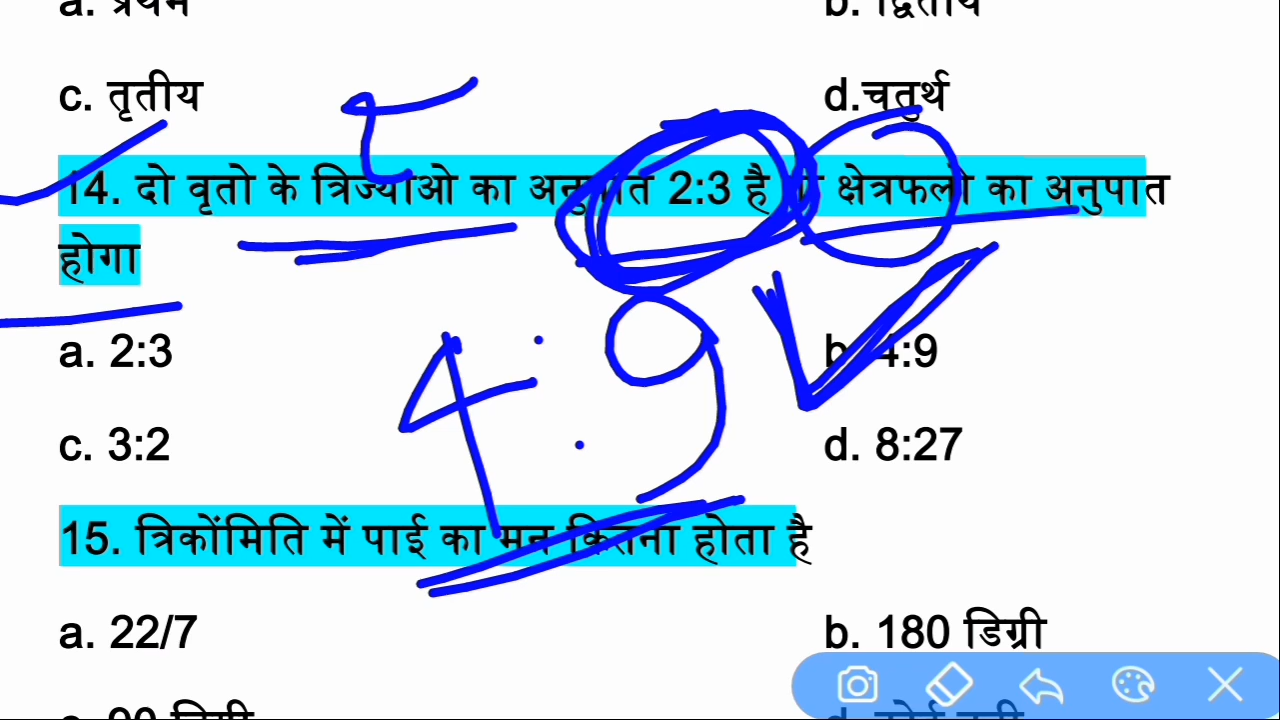 a. प्रथम b. द्वितीय
c. तृतीय d.चतुर्थ
14. दो वृतो के त्रिज्याओ का अनुपात 2:3 है क्षेत्रफलो का अनुपात
होगा
a. 2:3 b. 4:9
4:9
c. 3:2 d. 8:27
15. त्रिकोंमिति में पाई का मन कितना होता है
a. 22/7 b. 180 डिग्री